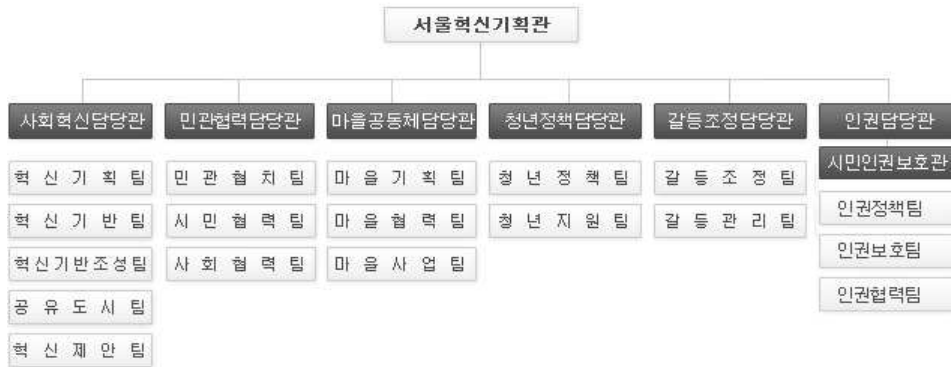 서울혁신기획관
사회혁신담당관
민관협력담당관
마을공동체담당관
청년정책담당관
갈등조정담당관
인권담당관
시민인권보호관
혁 신 기 획 팀
민 관 협 치 팀
마 을 기 획 팀
청 년 정 책 팀
갈 등 조 정 팀
인권정책팀
혁 신 기 반 팀
시 민 협 력 팀
마 을 협 력 팀
청 년 지 원 팀
갈 등 관 리 팀
인권보호팀
혁신기반조성팀
사 회 협 력 팀
마 을 사 업 팀
인권협력팀
공 유 도 시 팀
혁 신 제 안 팀